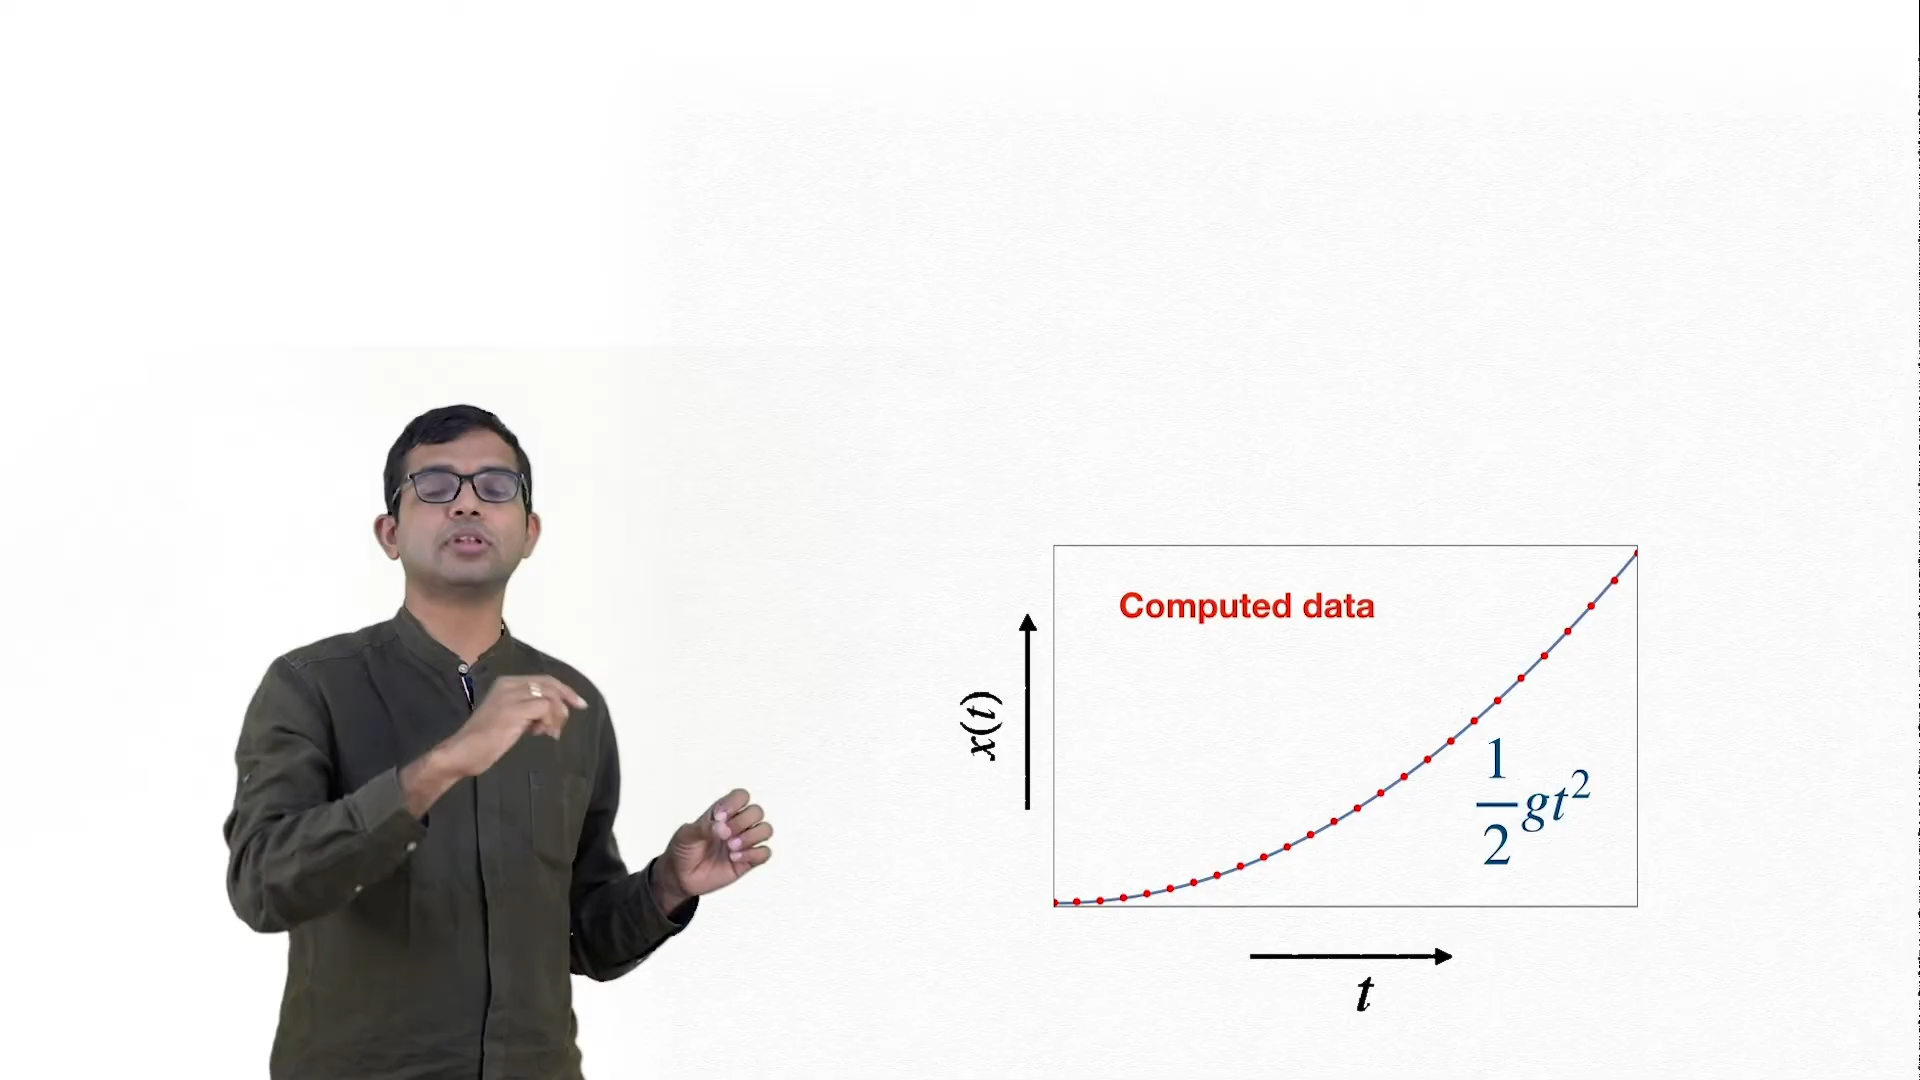 Computed data
x(t)
1/2 gt²
t